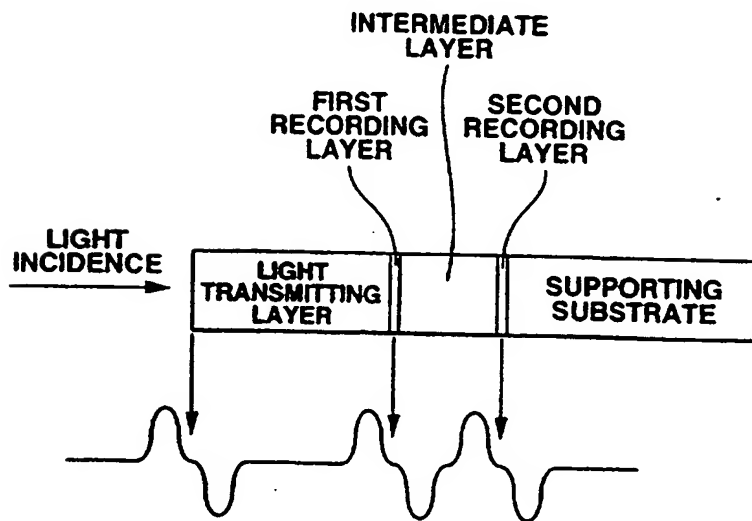 INTERMEDIATE
LAYER
FIRST
RECORDING
LAYER
SECOND
RECORDING
LAYER
LIGHT
INCIDENCE
LIGHT
TRANSMITTING
LAYER
SUPPORTING
SUBSTRATE